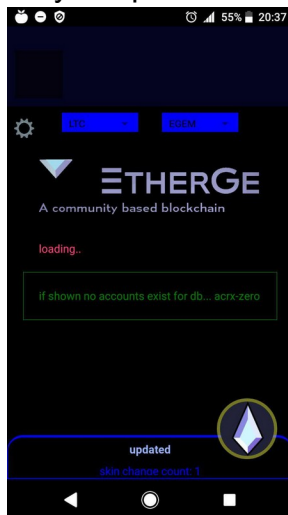 55% 20:37
LTC EGEM
ΞTHERGE
A community based blockchain
loading..
if shown no accounts exist for db... acrx-zero
updated
skin change count: 1